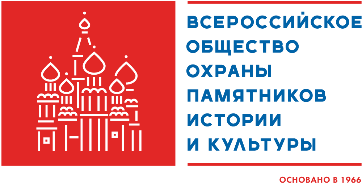 ВСЕРОССИЙСКОЕ
ОБЩЕСТВО
ОХРАНЫ
ПАМЯТНИКОВ
ИСТОРИИ
И КУЛЬТУРЫ
ОСНОВАНО В 1966